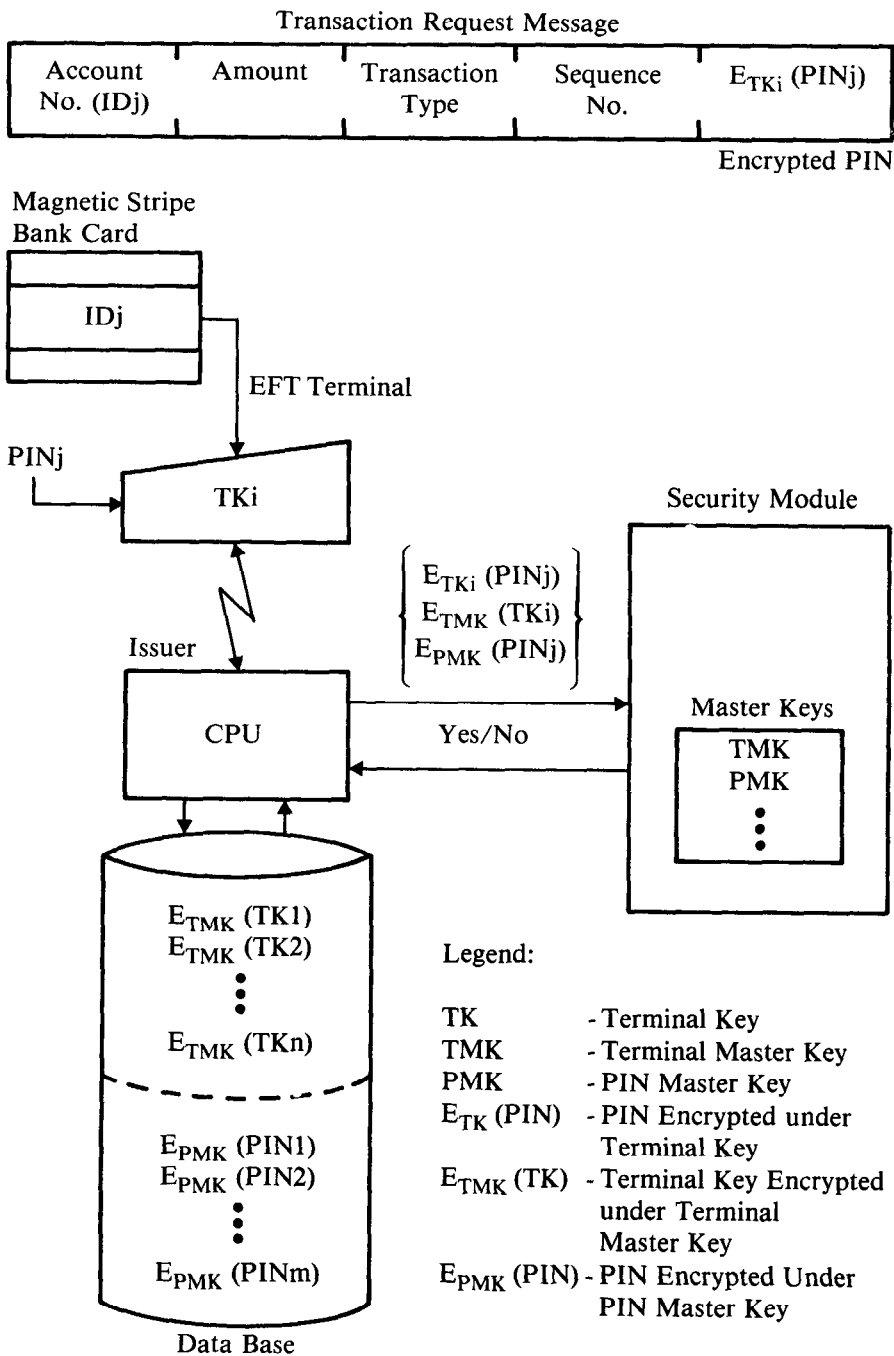 Transaction Request Message
Account No. (IDj)
Amount
Transaction Type
Sequence No.
E_TKi (PINj)
Encrypted PIN
Magnetic Stripe
Bank Card
IDj
EFT Terminal
PINj
TKi
Security Module
E_TKi (PINj)
E_TMK (TKi)
E_PMK (PINj)
Issuer
CPU
Yes/No
Master Keys
TMK
PMK
E_TMK (TK1)
E_TMK (TK2)
E_TMK (TKn)
E_PMK (PIN1)
E_PMK (PIN2)
E_PMK (PINm)
Data Base
Legend:
TK - Terminal Key
TMK - Terminal Master Key
PMK - PIN Master Key
E_TK (PIN) - PIN Encrypted under
Terminal Key
E_TMK (TK) - Terminal Key Encrypted
under Terminal
Master Key
E_PMK (PIN) - PIN Encrypted Under
PIN Master Key